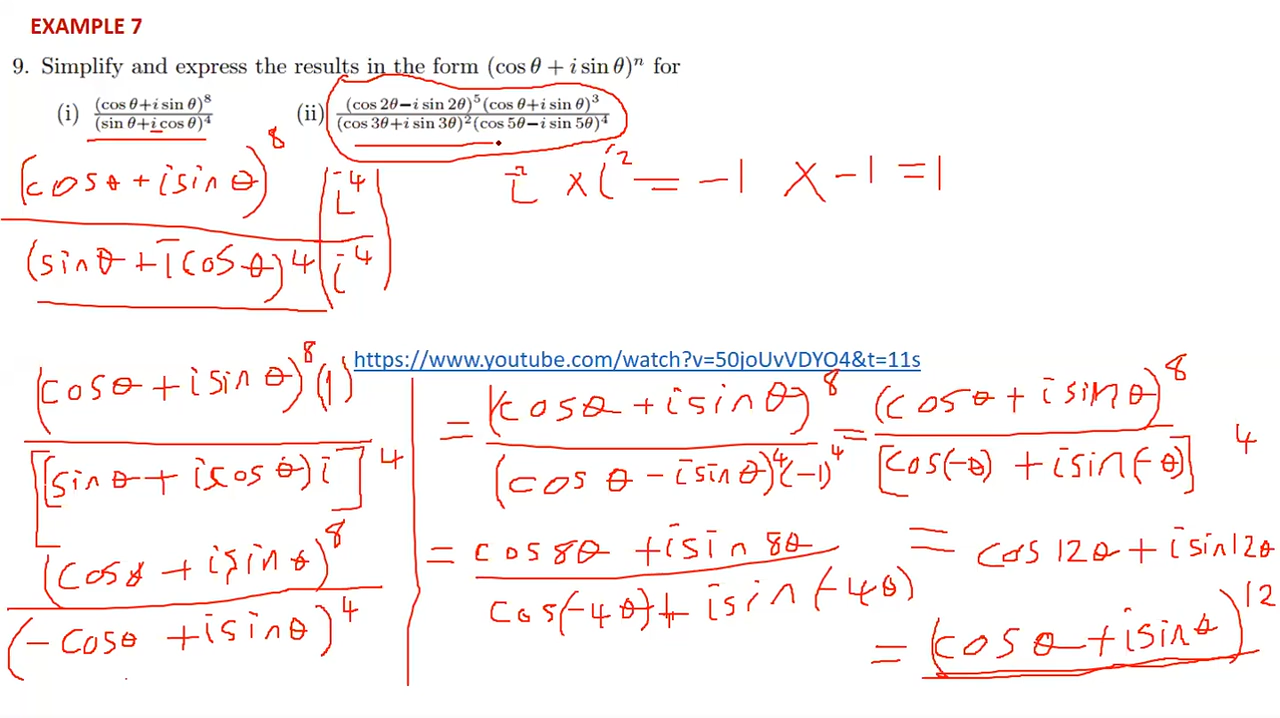 EXAMPLE 7
9. Simplify and express the results in the form (cos θ + i sin θ)ⁿ for
(i) (cos θ+i sin θ)⁸ / (sin θ+i cos θ)⁴ (ii) (cos 2θ−i sin 2θ)⁵(cos θ+i sin θ)³ / (cos 3θ+i sin 3θ)²(cos 5θ−i sin 5θ)⁴
(cos θ + i sin θ)⁸ | i⁴
(sin θ + i cos θ)⁴ | i⁴
i² × i² = −1 × −1 = 1
https://www.youtube.com/watch?v=50joUvVDYO4&t=11s
(cos θ + i sin θ)⁸ (1)
[(sin θ + i cos θ) i]⁴
(cos θ + i sin θ)⁸
(− cos θ + i sin θ)⁴
= (cos θ + i sin θ)⁸ / (cos θ − i sin θ)⁴ (−1)⁴ = (cos θ + i sin θ)⁸ / [cos(−θ) + i sin(−θ)] 4
= cos 8θ + i sin 8θ / cos(−4θ) + i sin(−4θ)
= cos 12θ + i sin 12θ
= (cos θ + i sin θ)¹²